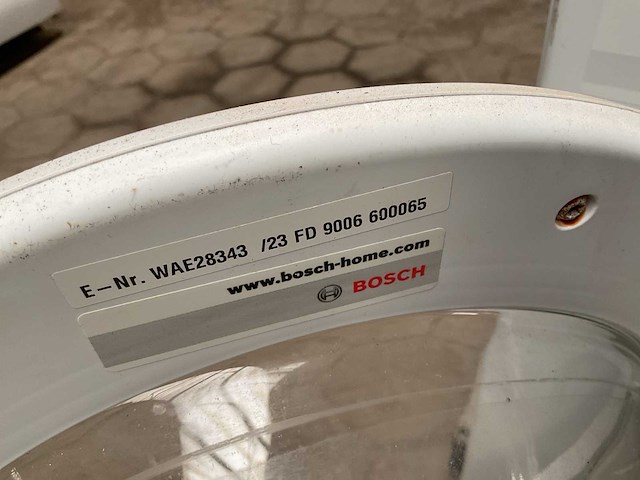 E-Nr. WAE28343 /23 FD 9006 600065
www.bosch-home.com
BOSCH